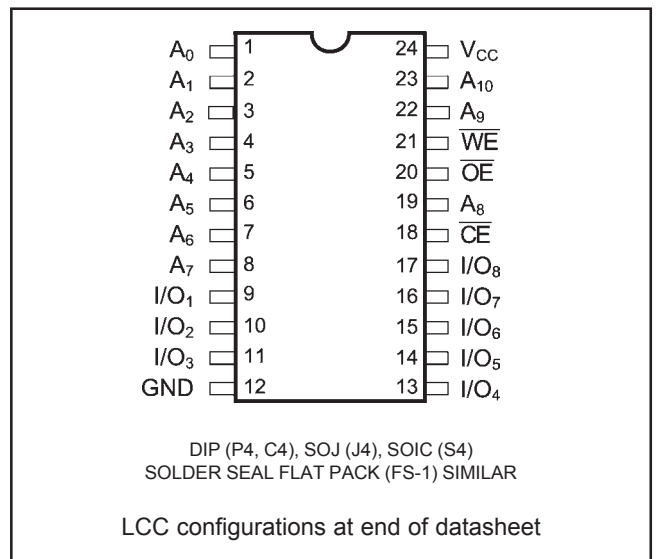 A0 1 24 VCC
A1 2 23 A10
A2 3 22 A9
A3 4 21 W̅E̅
A4 5 20 O̅E̅
A5 6 19 A8
A6 7 18 C̅E̅
A7 8 17 I/O8
I/O1 9 16 I/O7
I/O2 10 15 I/O6
I/O3 11 14 I/O5
GND 12 13 I/O4
DIP (P4, C4), SOJ (J4), SOIC (S4)
SOLDER SEAL FLAT PACK (FS-1) SIMILAR
LCC configurations at end of datasheet